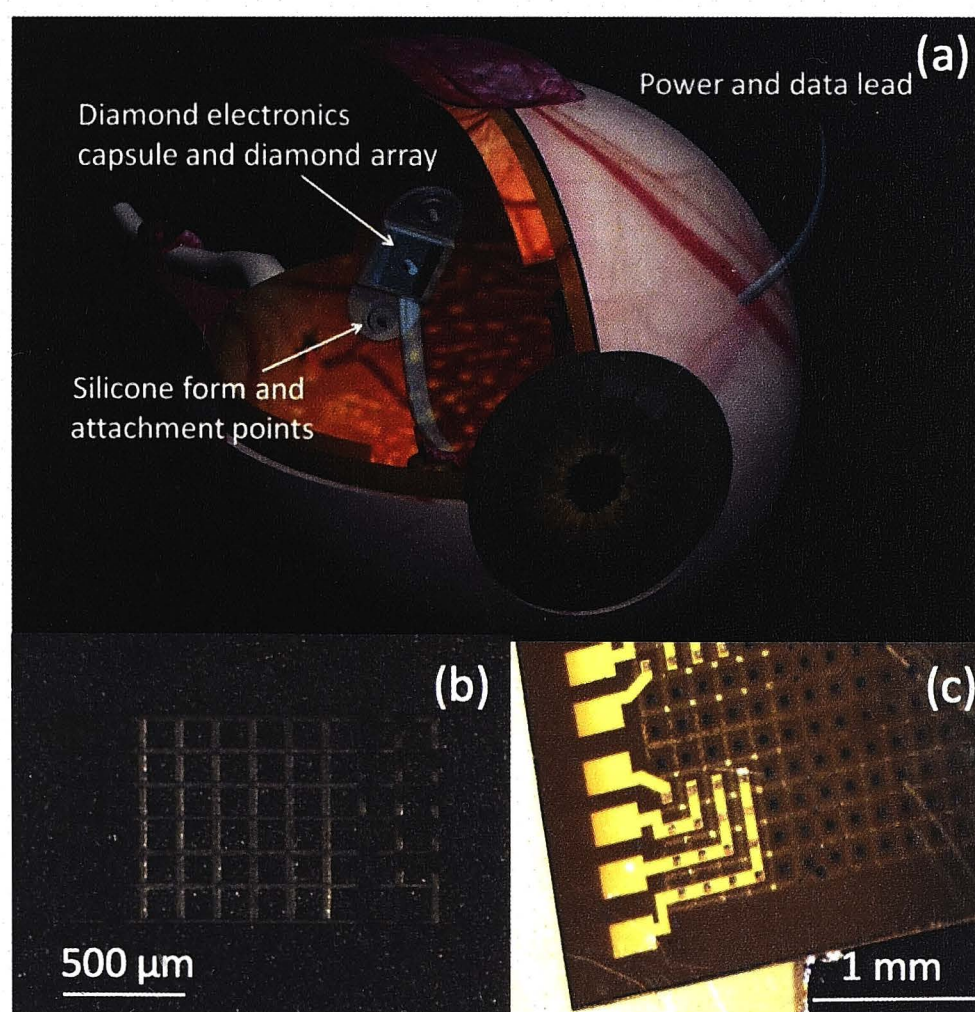 (a)
Power and data lead
Diamond electronics
capsule and diamond array
Silicone form and
attachment points
(b)
(c)
500 µm
1 mm